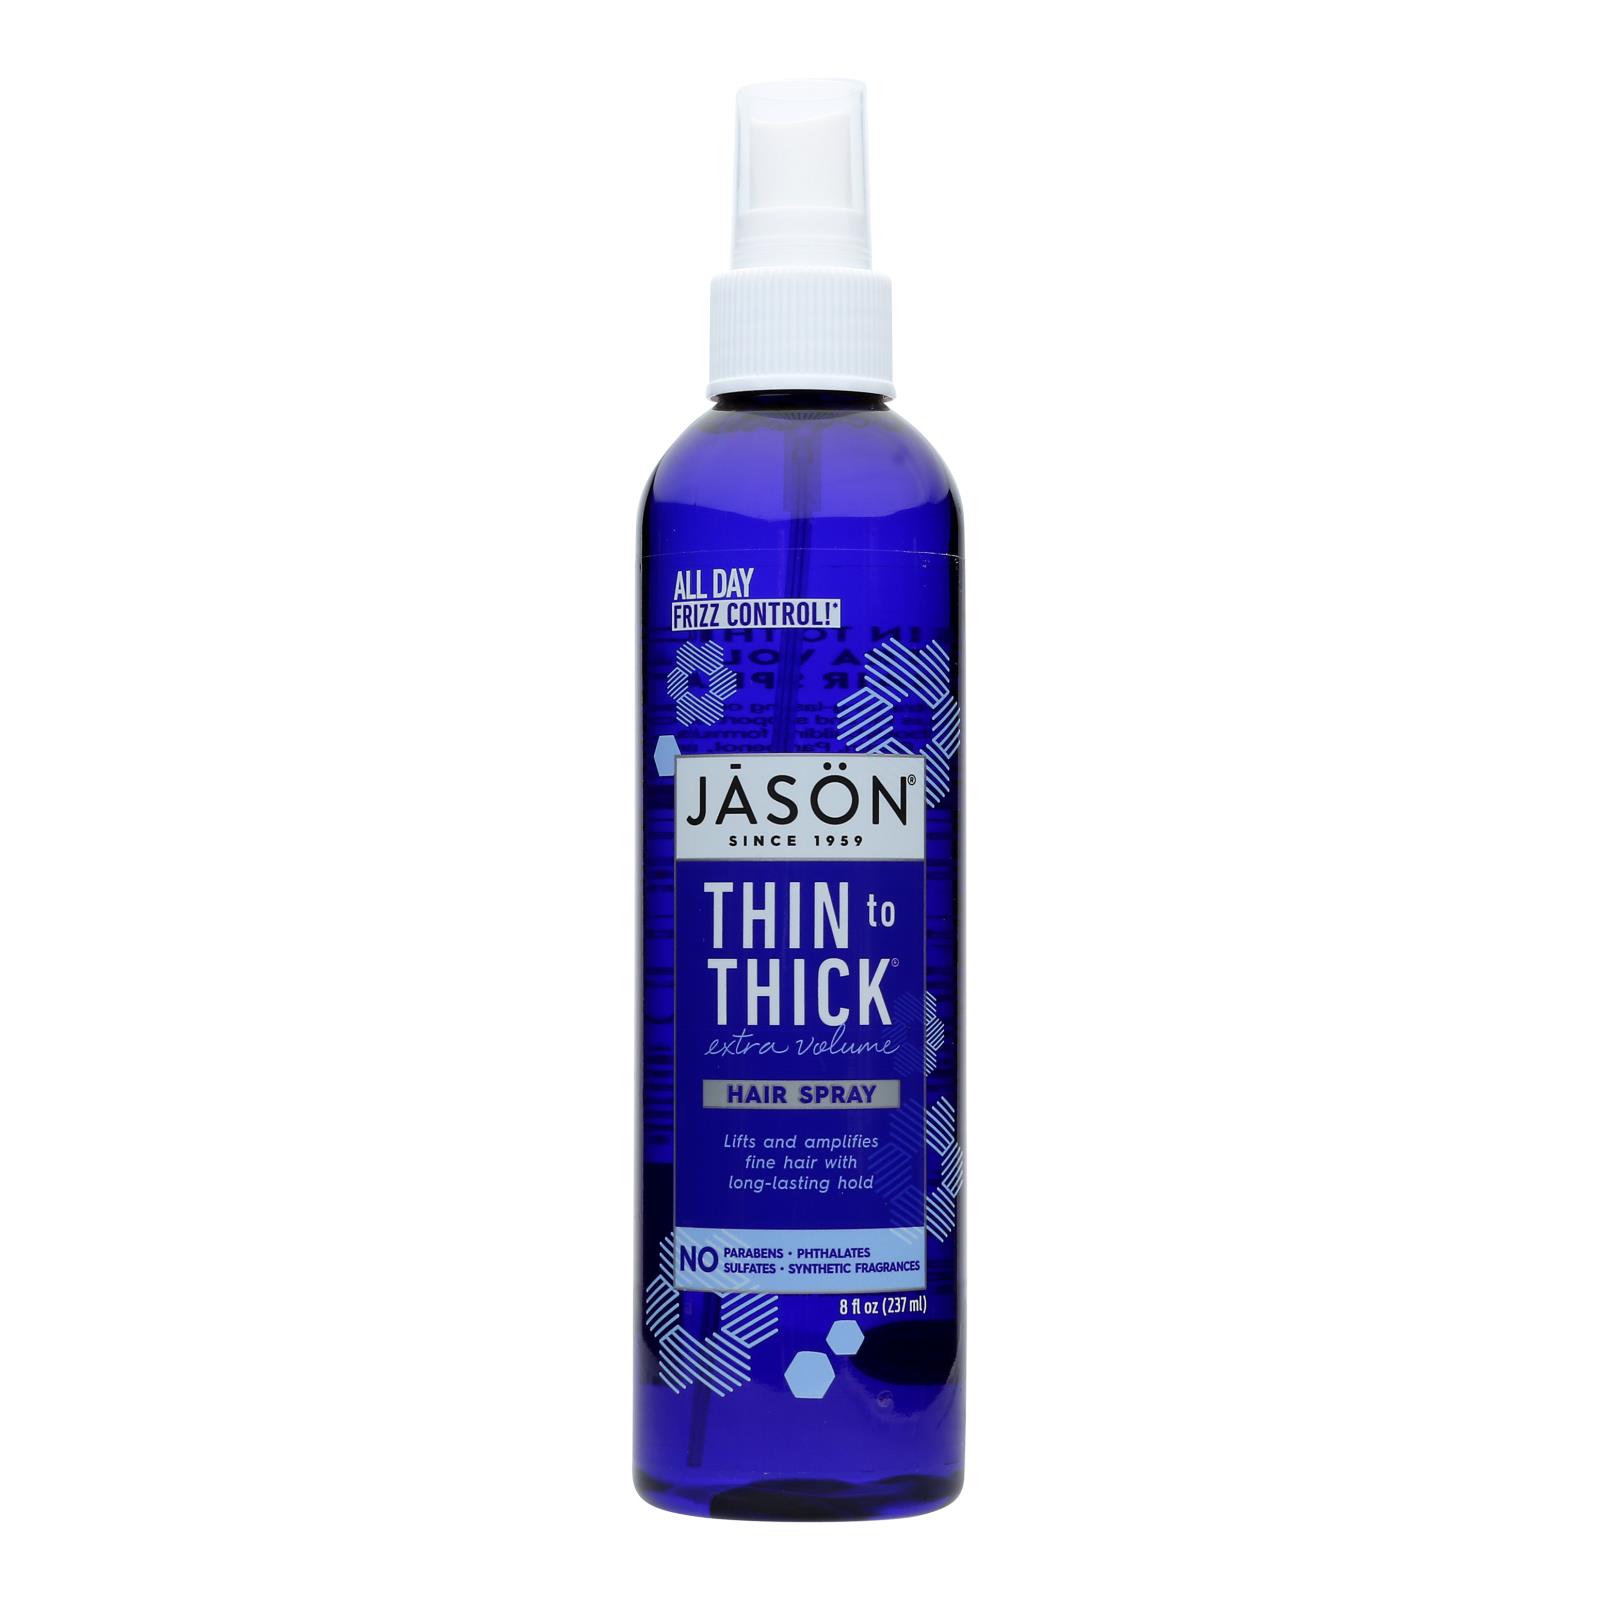 ALL DAY
FRIZZ CONTROL!*
JĀSÖN®
SINCE 1959
THIN to
THICK®
extra volume
HAIR SPRAY
Lifts and amplifies
fine hair with
long-lasting hold
NO PARABENS • PHTHALATES
SULFATES • SYNTHETIC FRAGRANCES
8 fl oz (237 ml)